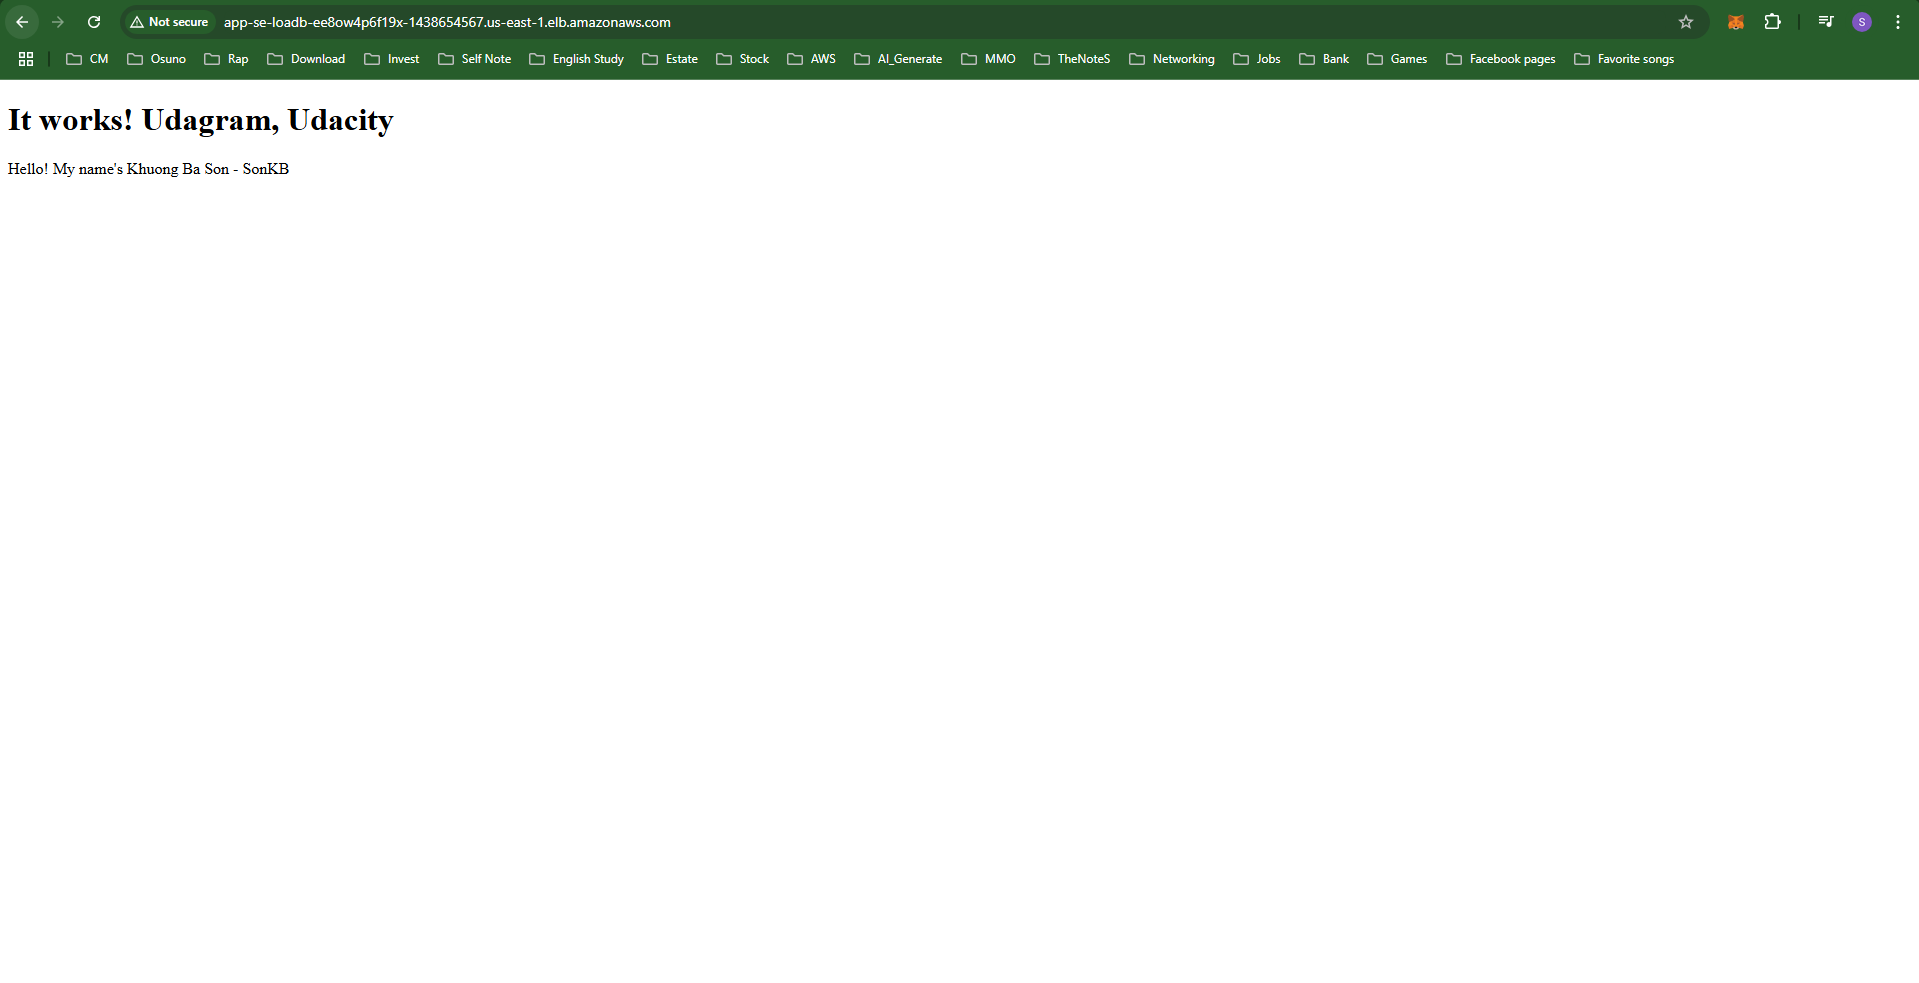 Not secure app-se-loadb-ee8ow4p6f19x-1438654567.us-east-1.elb.amazonaws.com S
CM Osuno Rap Download Invest Self Note English Study Estate Stock AWS AI_Generate MMO TheNoteS Networking Jobs Bank Games Facebook pages Favorite songs
It works! Udagram, Udacity
Hello! My name's Khuong Ba Son - SonKB